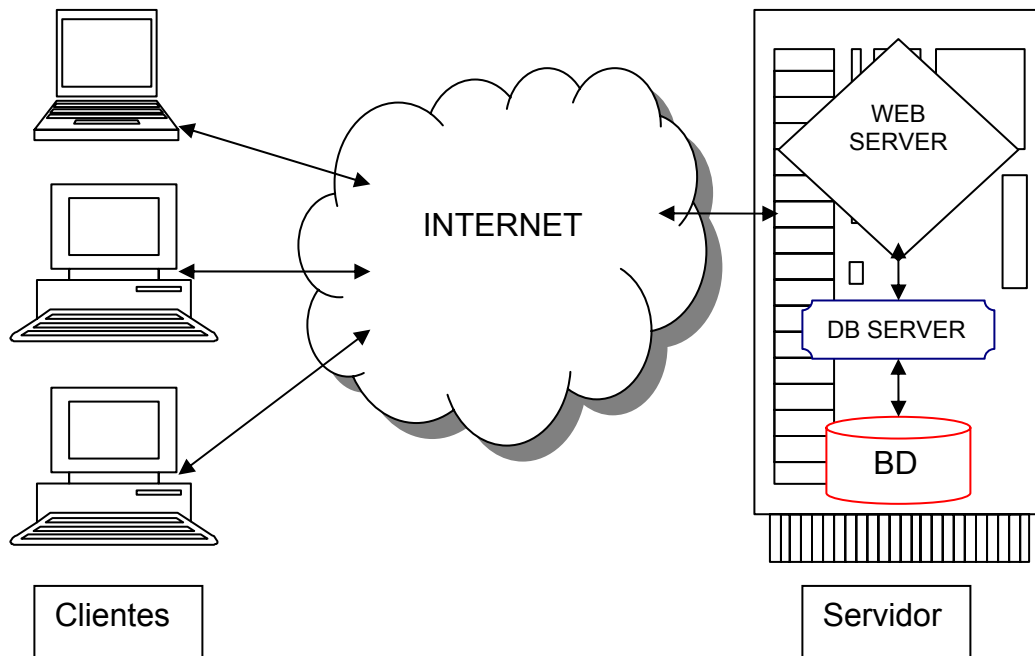 INTERNET
WEB
SERVER
DB SERVER
BD
Clientes
Servidor